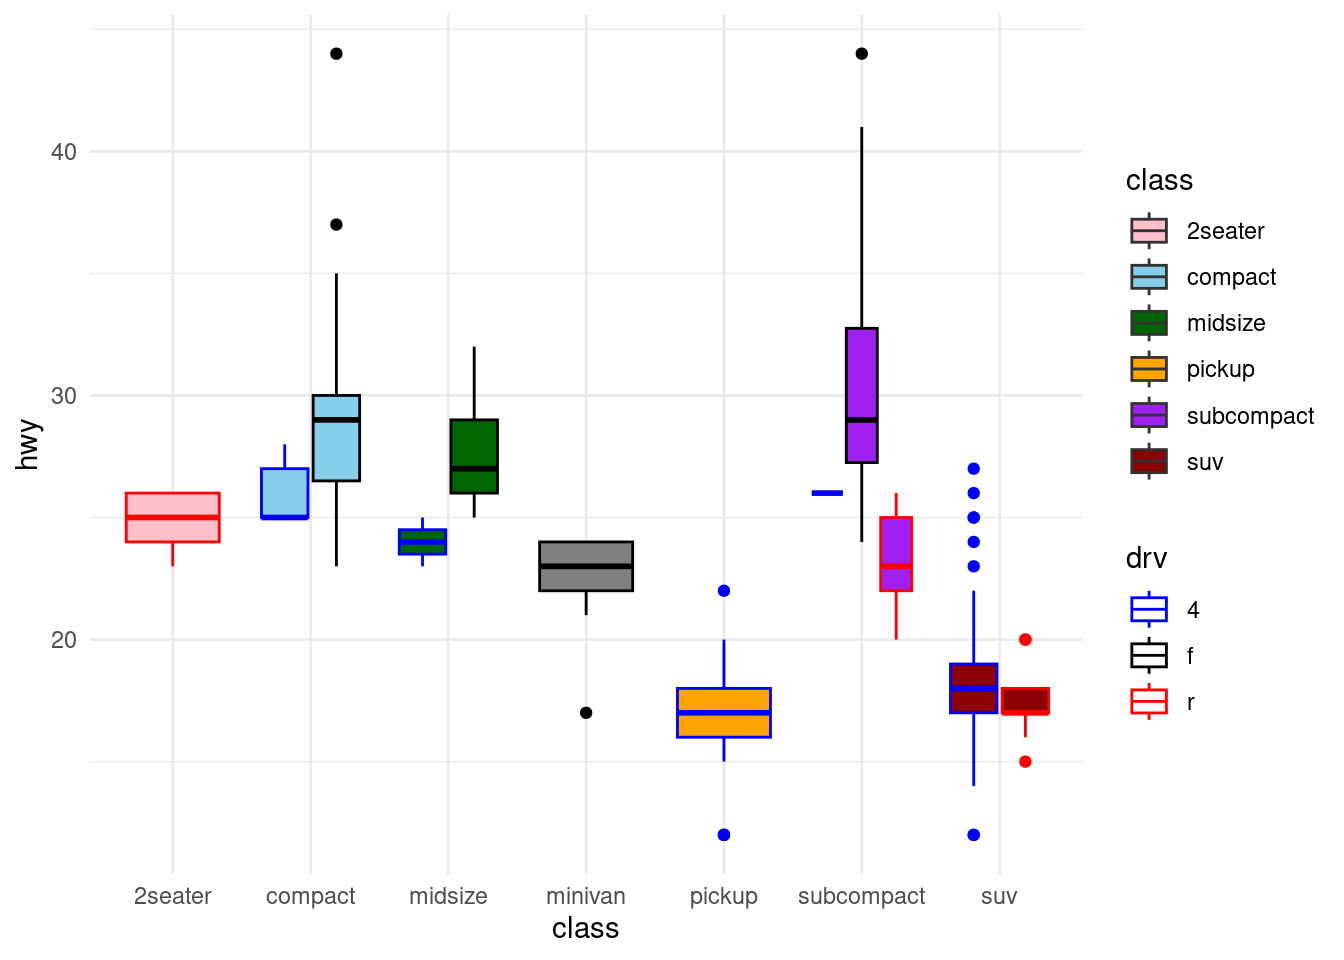 hwy
40
30
20
2seater compact midsize minivan pickup subcompact suv
class
class
2seater
compact
midsize
pickup
subcompact
suv
drv
4
f
r